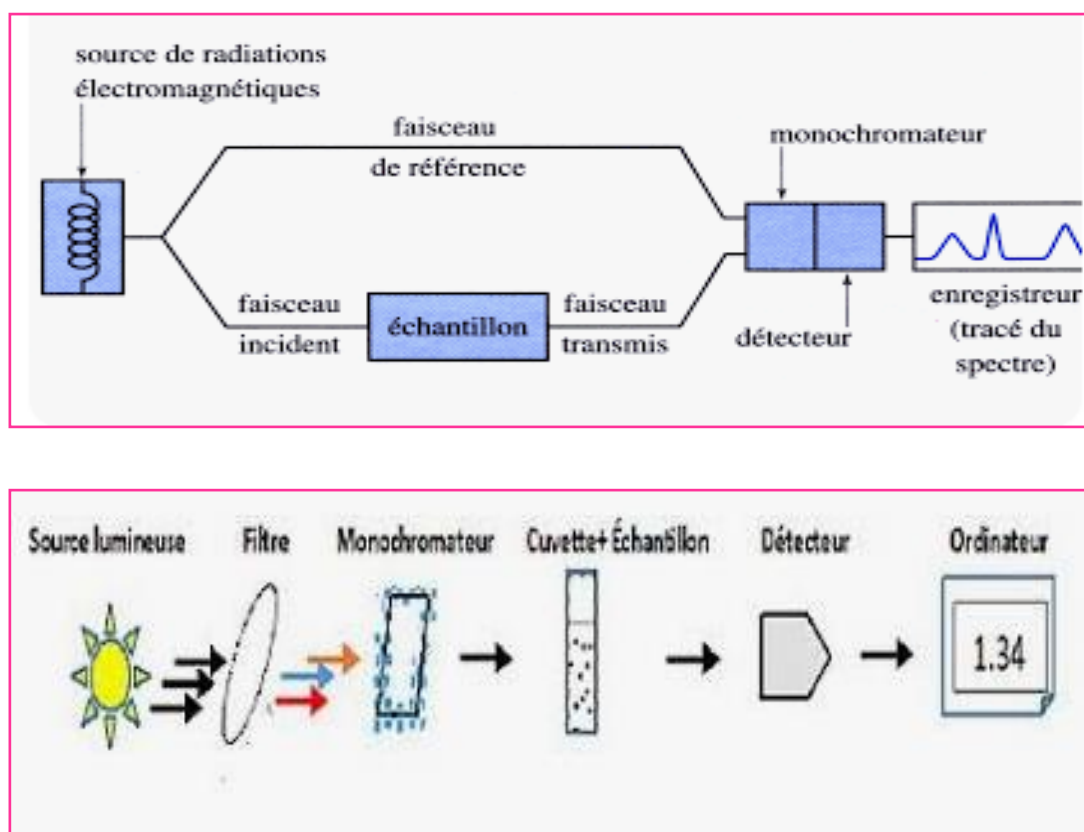 source de radiations
électromagnétiques
faisceau
de référence
monochromateur
faisceau
incident
échantillon
faisceau
transmis
détecteur
enregistreur
(tracé du
spectre)
Source lumineuse
Filtre
Monochromateur
Cuvette+ Échantillon
Détecteur
Ordinateur
1.34